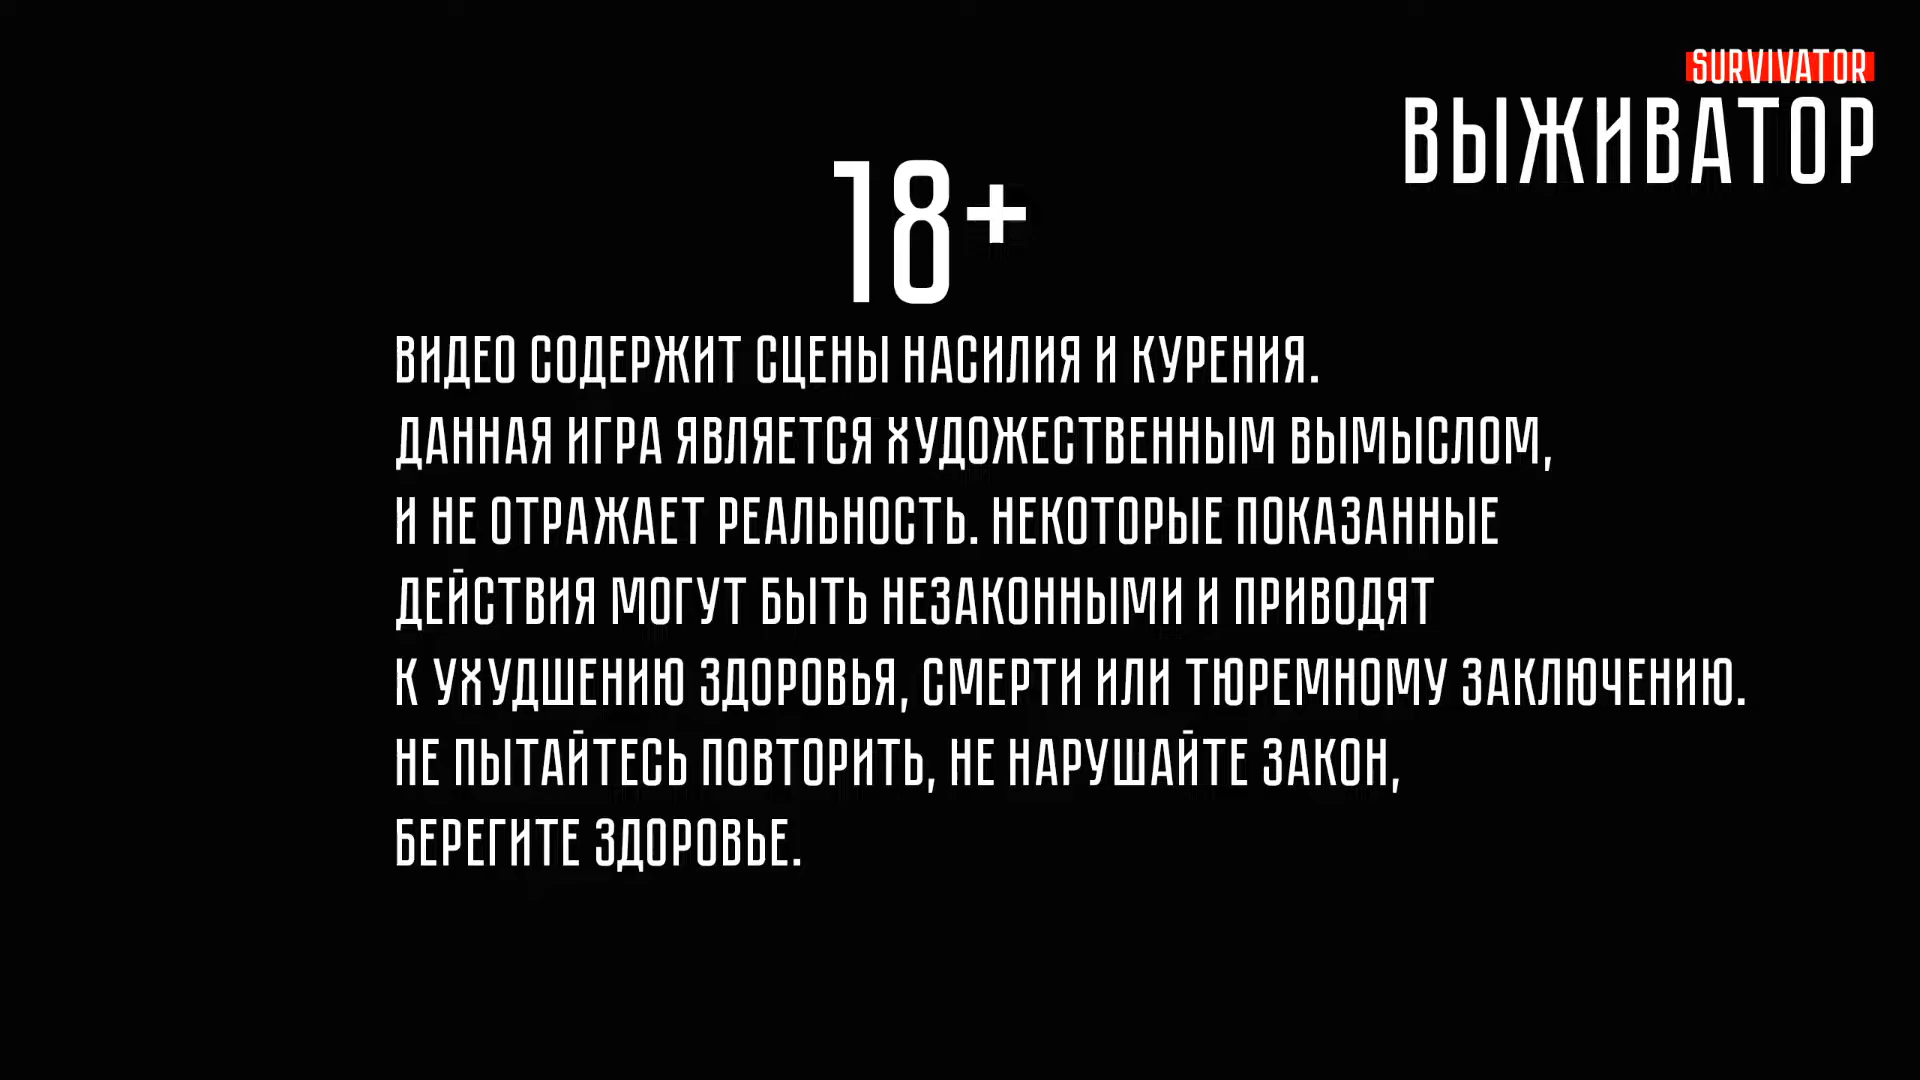 SURVIVATOR
ВЫЖИВАТОР
18+
ВИДЕО СОДЕРЖИТ СЦЕНЫ НАСИЛИЯ И КУРЕНИЯ.
ДАННАЯ ИГРА ЯВЛЯЕТСЯ ХУДОЖЕСТВЕННЫМ ВЫМЫСЛОМ,
И НЕ ОТРАЖАЕТ РЕАЛЬНОСТЬ. НЕКОТОРЫЕ ПОКАЗАННЫЕ
ДЕЙСТВИЯ МОГУТ БЫТЬ НЕЗАКОННЫМИ И ПРИВОДЯТ
К УХУДШЕНИЮ ЗДОРОВЬЯ, СМЕРТИ ИЛИ ТЮРЕМНОМУ ЗАКЛЮЧЕНИЮ.
НЕ ПЫТАЙТЕСЬ ПОВТОРИТЬ, НЕ НАРУШАЙТЕ ЗАКОН,
БЕРЕГИТЕ ЗДОРОВЬЕ.